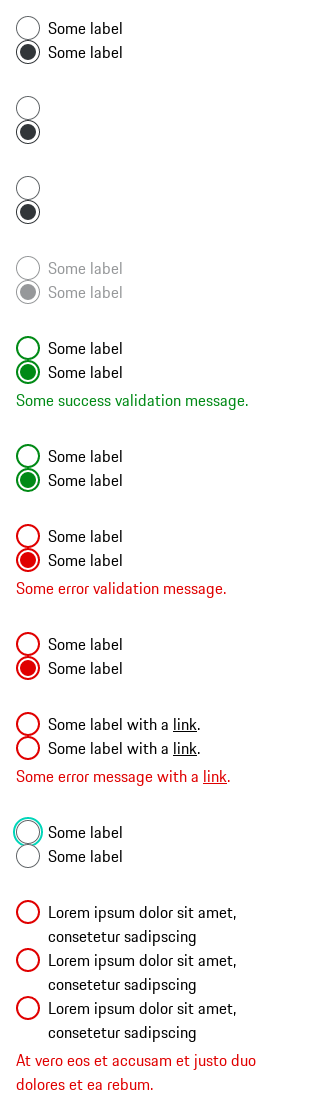 Some label
Some label
Some label
Some label
Some label
Some label
Some success validation message.
Some label
Some label
Some label
Some label
Some error validation message.
Some label
Some label
Some label with a link.
Some label with a link.
Some error message with a link.
Some label
Some label
Lorem ipsum dolor sit amet,
consetetur sadipscing
Lorem ipsum dolor sit amet,
consetetur sadipscing
Lorem ipsum dolor sit amet,
consetetur sadipscing
At vero eos et accusam et justo duo
dolores et ea rebum.